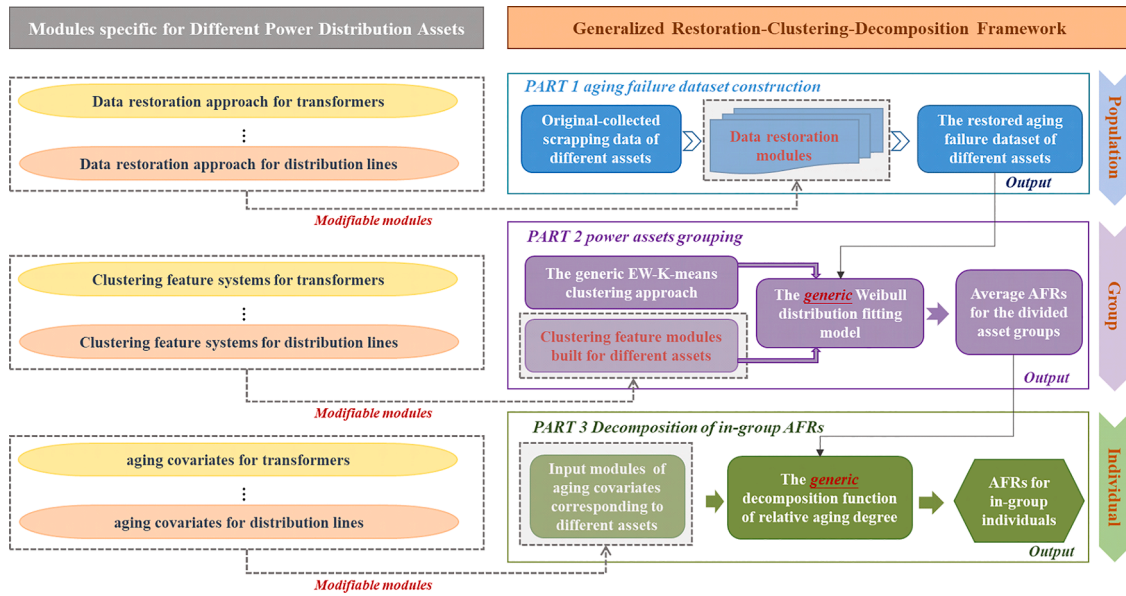 Modules specific for Different Power Distribution Assets
Generalized Restoration-Clustering-Decomposition Framework
Data restoration approach for transformers
⋮
Data restoration approach for distribution lines
Modifiable modules
PART 1 aging failure dataset construction
Original-collected
scrapping data of
different assets
Data restoration
modules
The restored aging
failure dataset of
different assets
Output
Population
Clustering feature systems for transformers
⋮
Clustering feature systems for distribution lines
Modifiable modules
PART 2 power assets grouping
The generic EW-K-means
clustering approach
Clustering feature modules
built for different assets
The generic Weibull
distribution fitting
model
Average AFRs
for the divided
asset groups
Output
Group
aging covariates for transformers
⋮
aging covariates for distribution lines
Modifiable modules
PART 3 Decomposition of in-group AFRs
Input modules of
aging covariates
corresponding to
different assets
The generic
decomposition function
of relative aging degree
AFRs for
in-group
individuals
Output
Individual